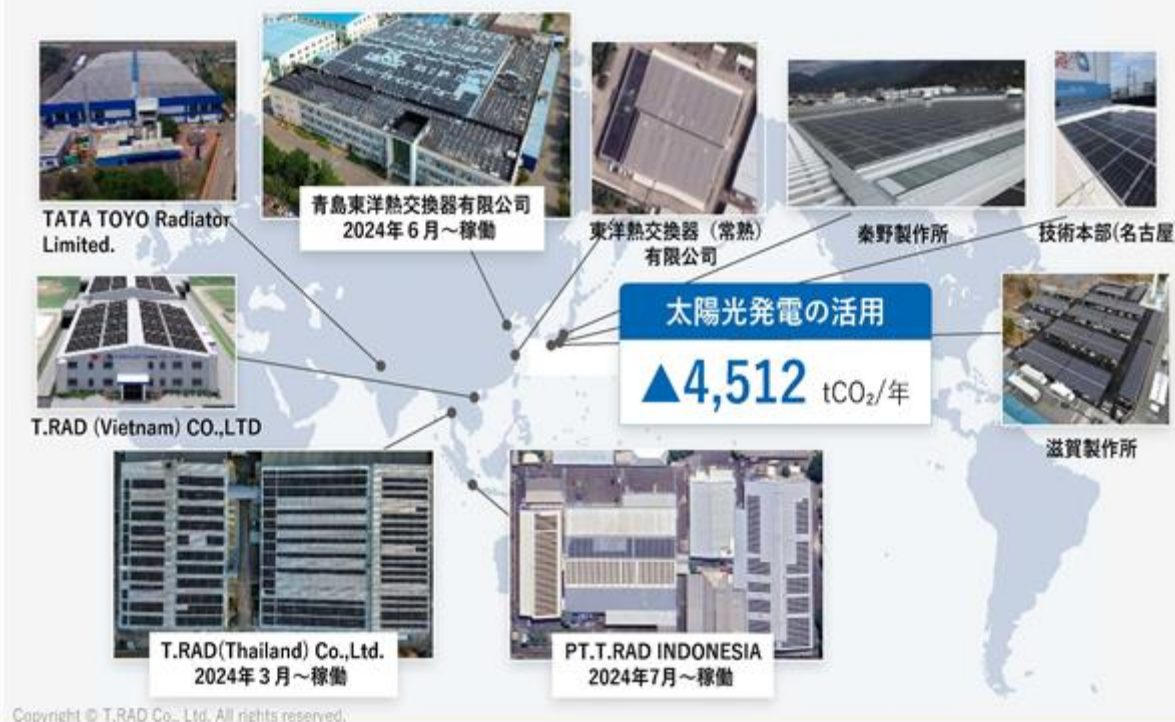 TATA TOYO Radiator
Limited.
青島東洋熱交換器有限公司
2024年6月～稼働
東洋熱交換器（常熟）
有限公司
秦野製作所
技術本部(名古屋
太陽光発電の活用
▲4,512 tCO₂/年
T.RAD (Vietnam) CO.,LTD
滋賀製作所
T.RAD(Thailand) Co.,Ltd.
2024年3月～稼働
PT.T.RAD INDONESIA
2024年7月～稼働
Copyright © T.RAD Co., Ltd. All rights reserved.